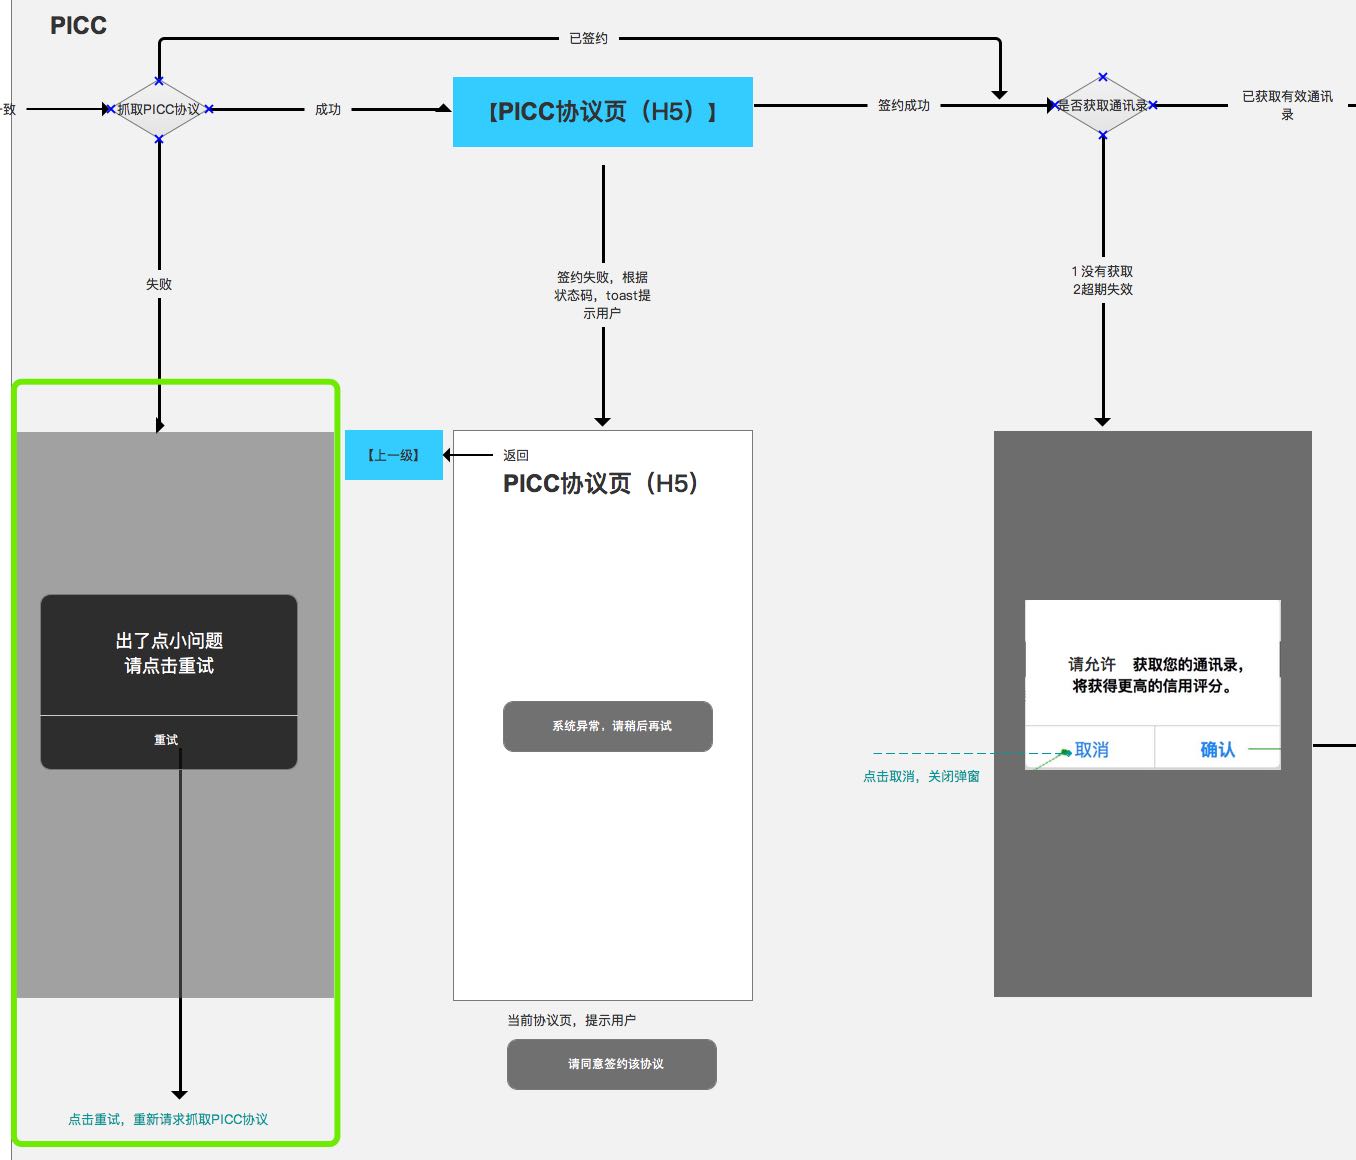 PICC
已签约
一致
抓取PICC协议
成功
【PICC协议页（H5）】
签约成功
是否获取通讯录
已获取有效通讯
录
失败
签约失败，根据
状态码，toast提
示用户
1 没有获取
2超期失效
【上一级】
返回
PICC协议页（H5）
出了点小问题
请点击重试
重试
系统异常，请稍后再试
请允许 获取您的通讯录，
将获得更高的信用评分。
取消
确认
点击取消，关闭弹窗
当前协议页，提示用户
请同意签约该协议
点击重试，重新请求抓取PICC协议